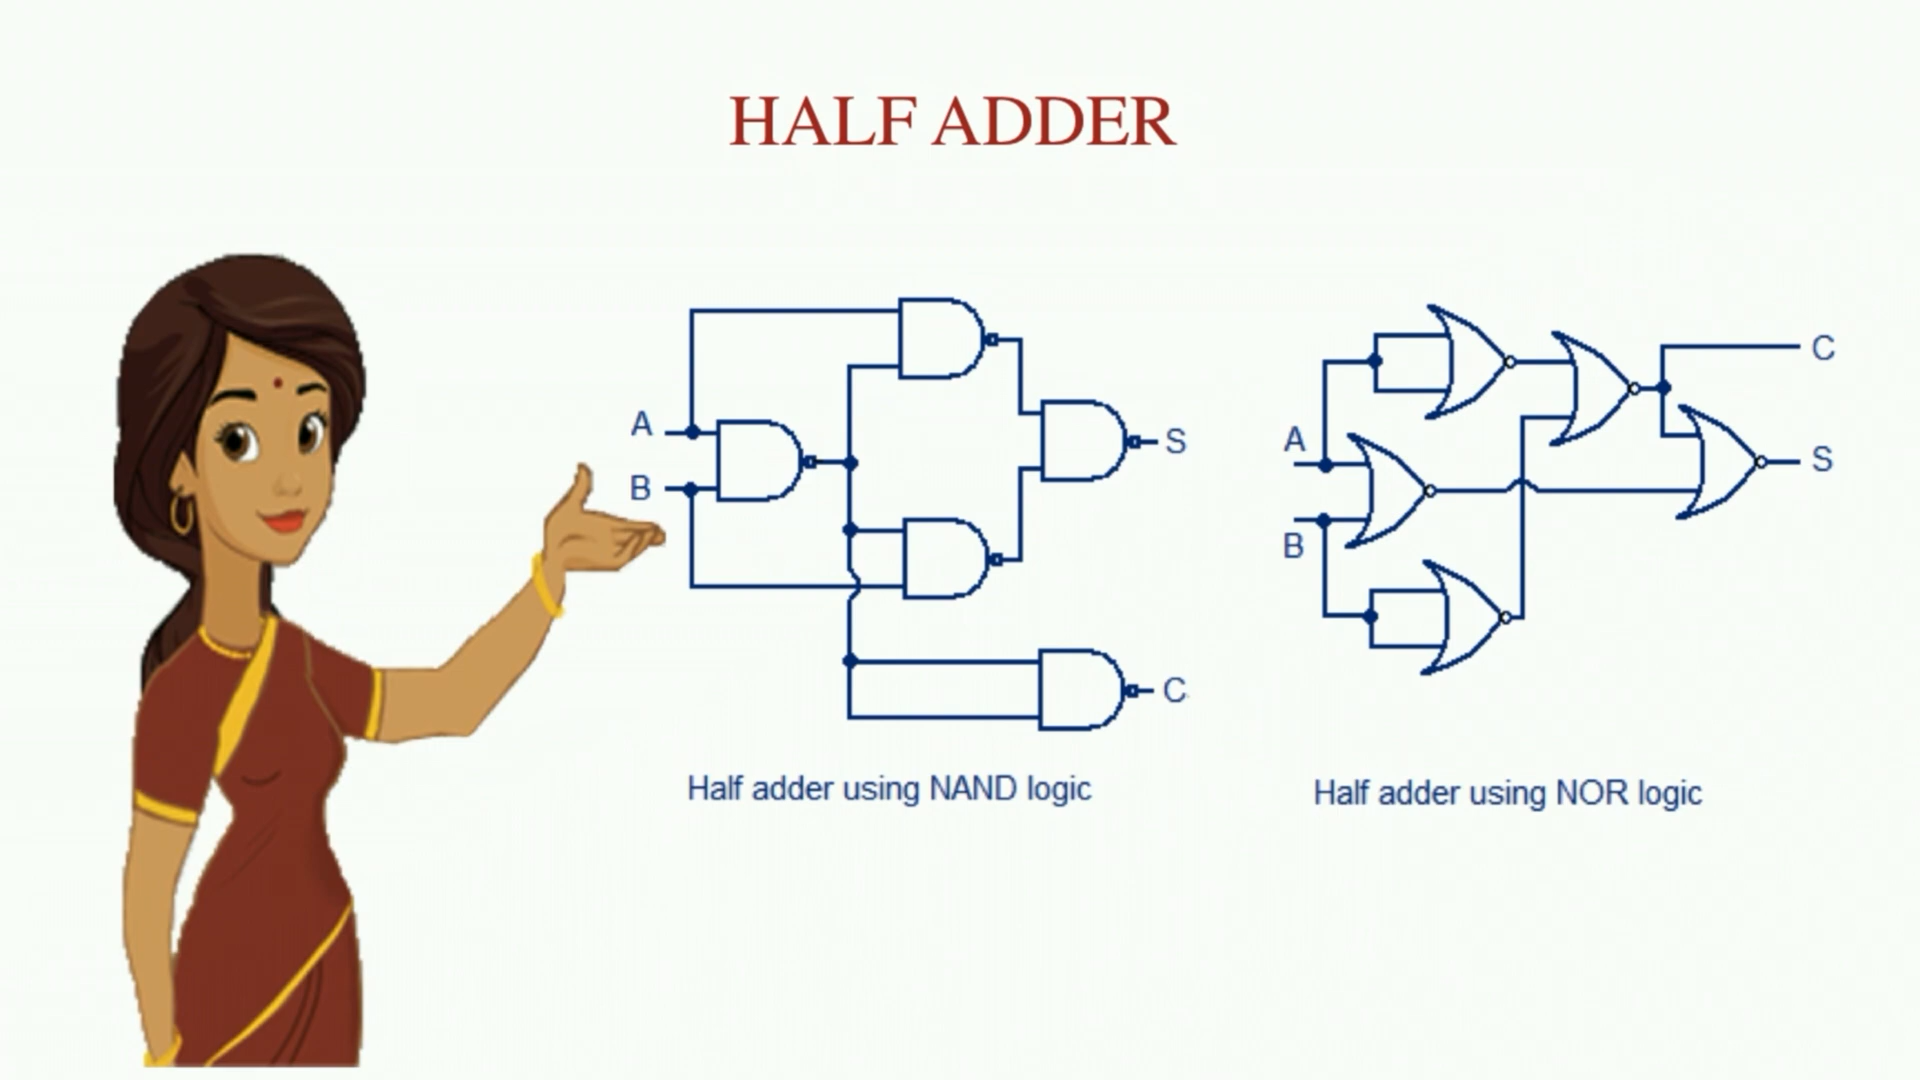 HALF ADDER
A
B
S
C
Half adder using NAND logic
A
B
C
S
Half adder using NOR logic